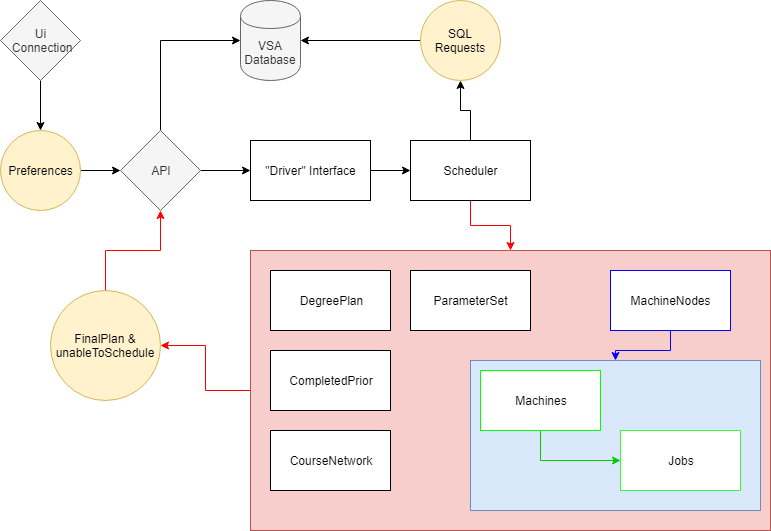 Ui
Connection
VSA
Database
SQL
Requests
Preferences
API
"Driver" Interface
Scheduler
DegreePlan
ParameterSet
MachineNodes
FinalPlan &
unableToSchedule
CompletedPrior
Machines
CourseNetwork
Jobs